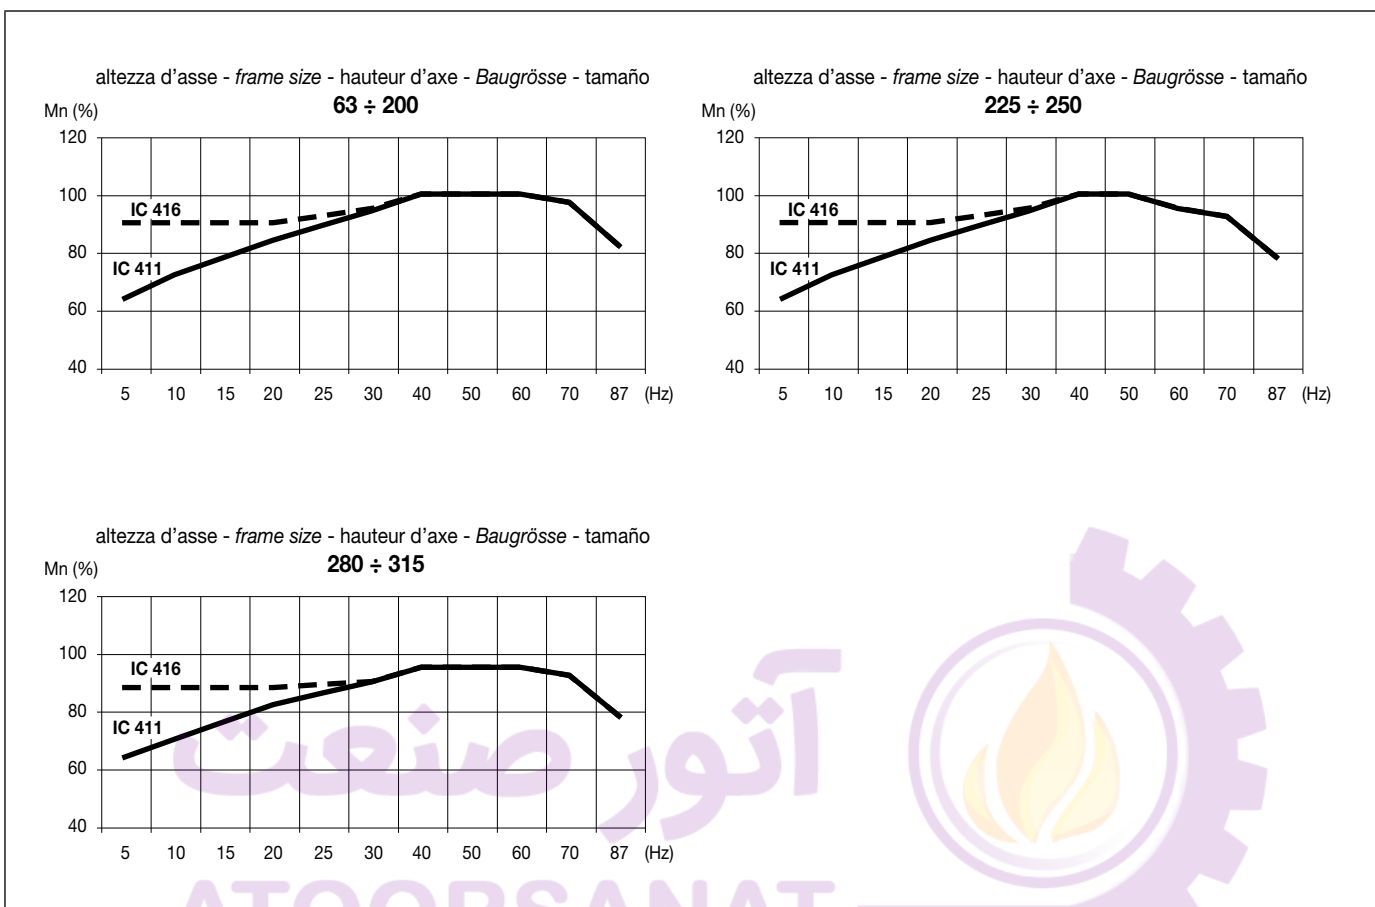 altezza d'asse - frame size - hauteur d'axe - Baugrösse - tamaño
63 ÷ 200
Mn (%)
120
100
80
60
40
IC 416
IC 411
5 10 15 20 25 30 40 50 60 70 87 (Hz)
altezza d'asse - frame size - hauteur d'axe - Baugrösse - tamaño
225 ÷ 250
Mn (%)
120
100
80
60
40
IC 416
IC 411
5 10 15 20 25 30 40 50 60 70 87 (Hz)
altezza d'asse - frame size - hauteur d'axe - Baugrösse - tamaño
280 ÷ 315
Mn (%)
120
100
80
60
40
IC 416
IC 411
5 10 15 20 25 30 40 50 60 70 87 (Hz)
آتور صنعت
ATOORSANAT